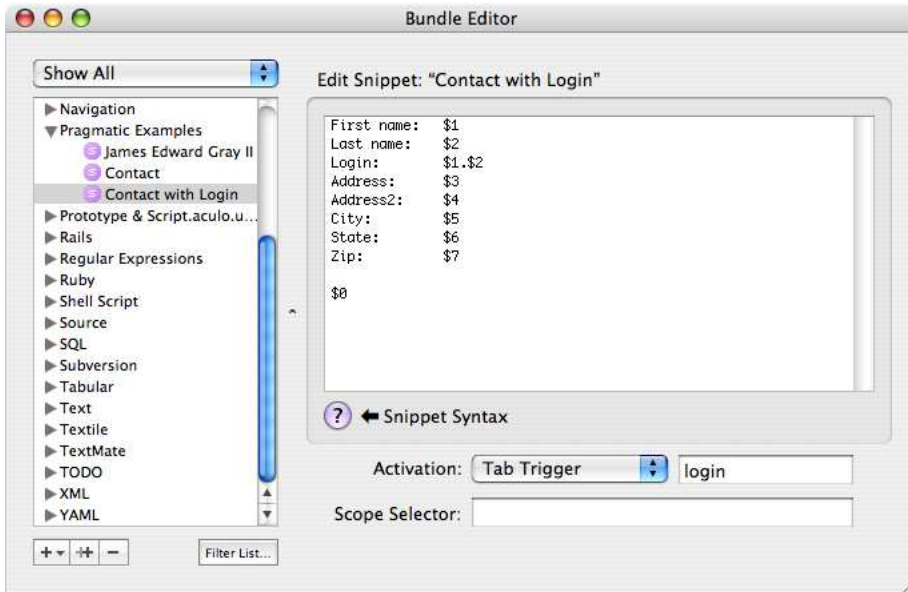 Bundle Editor
Show All
Navigation
Pragmatic Examples
James Edward Gray II
Contact
Contact with Login
Prototype & Script.aculo.u...
Rails
Regular Expressions
Ruby
Shell Script
Source
SQL
Subversion
Tabular
Text
Textile
TextMate
TODO
XML
YAML
Filter List...
Edit Snippet: “Contact with Login”
First name: $1
Last name: $2
Login: $1.$2
Address: $3
Address2: $4
City: $5
State: $6
Zip: $7
$0
? Snippet Syntax
Activation: Tab Trigger login
Scope Selector: